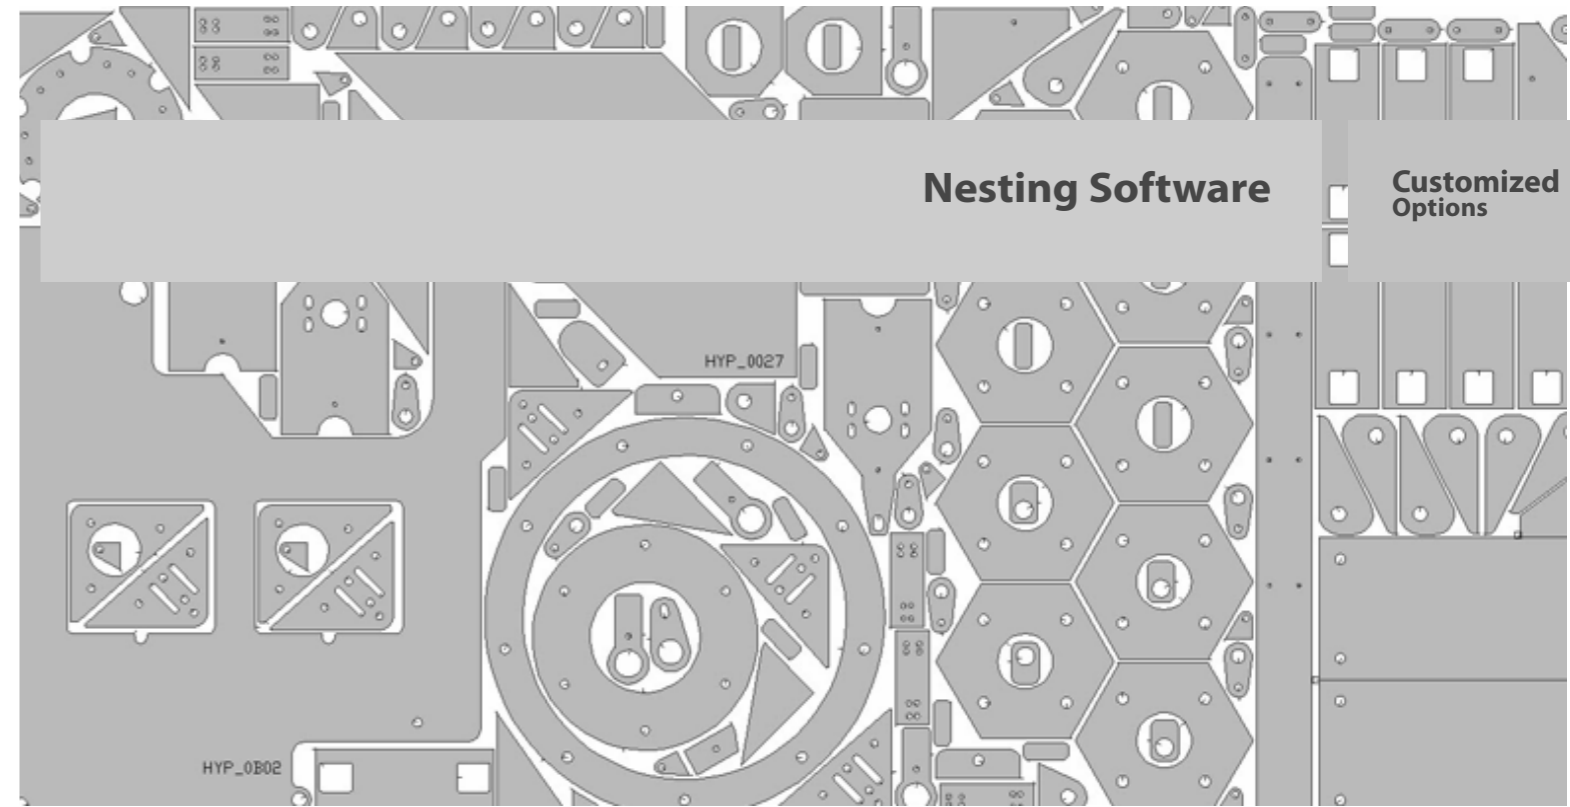 Nesting Software
Customized
Options
HYP_0027
HYP_0B02